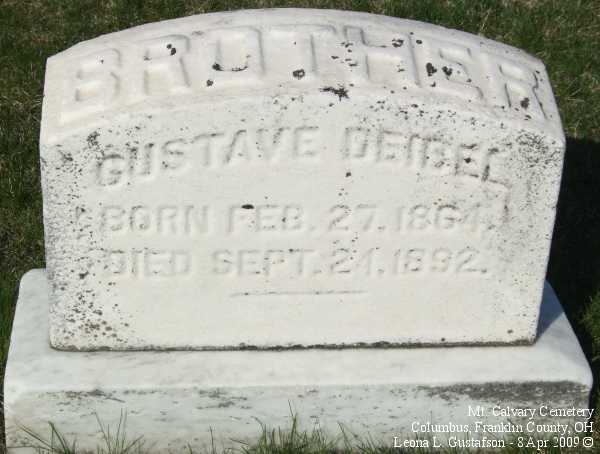 BROTHER
GUSTAVE DEIBEL
BORN FEB. 27. 1864.
DIED SEPT. 24. 1892.
Mt. Calvary Cemetery
Columbus, Franklin County, OH
Leona L. Gustafson - 8 Apr 2009 ©